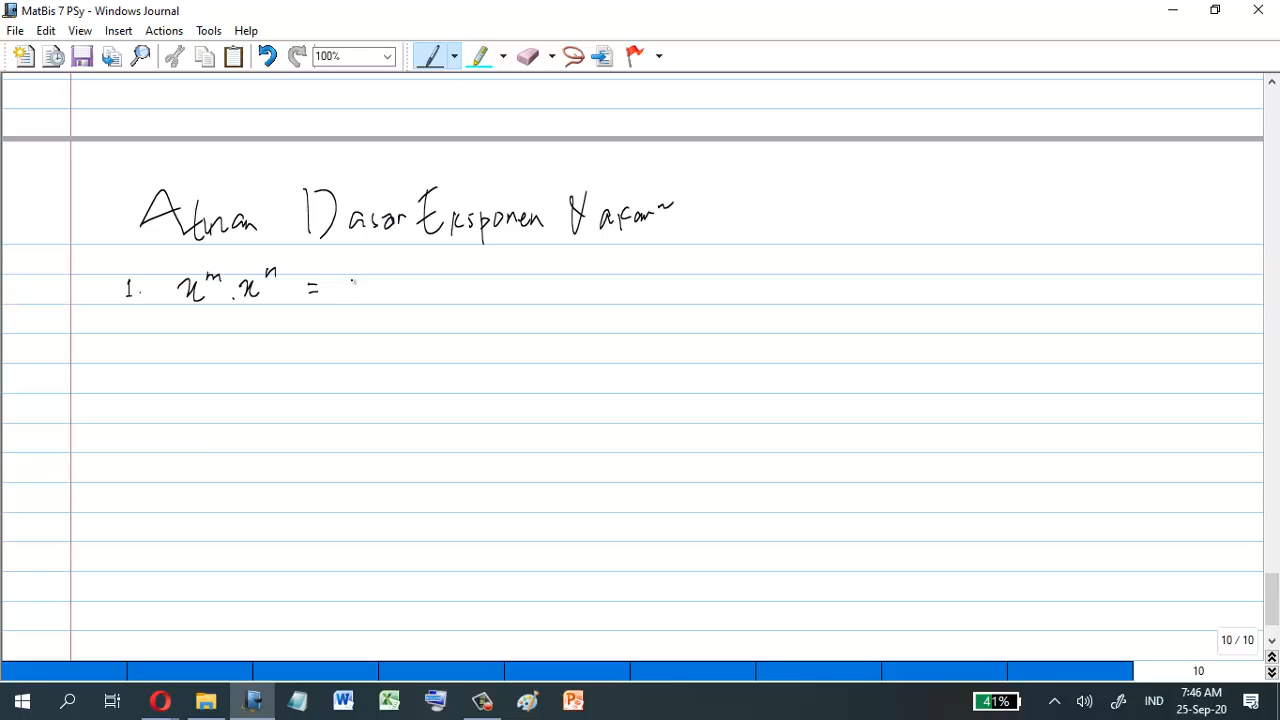 MatBis 7 PSy - Windows Journal
File Edit View Insert Actions Tools Help
100%
Aturan Dasar Eksponen & Akar ~
1. x^m . x^n =
10 / 10
10
41% IND 7:46 AM
25-Sep-20